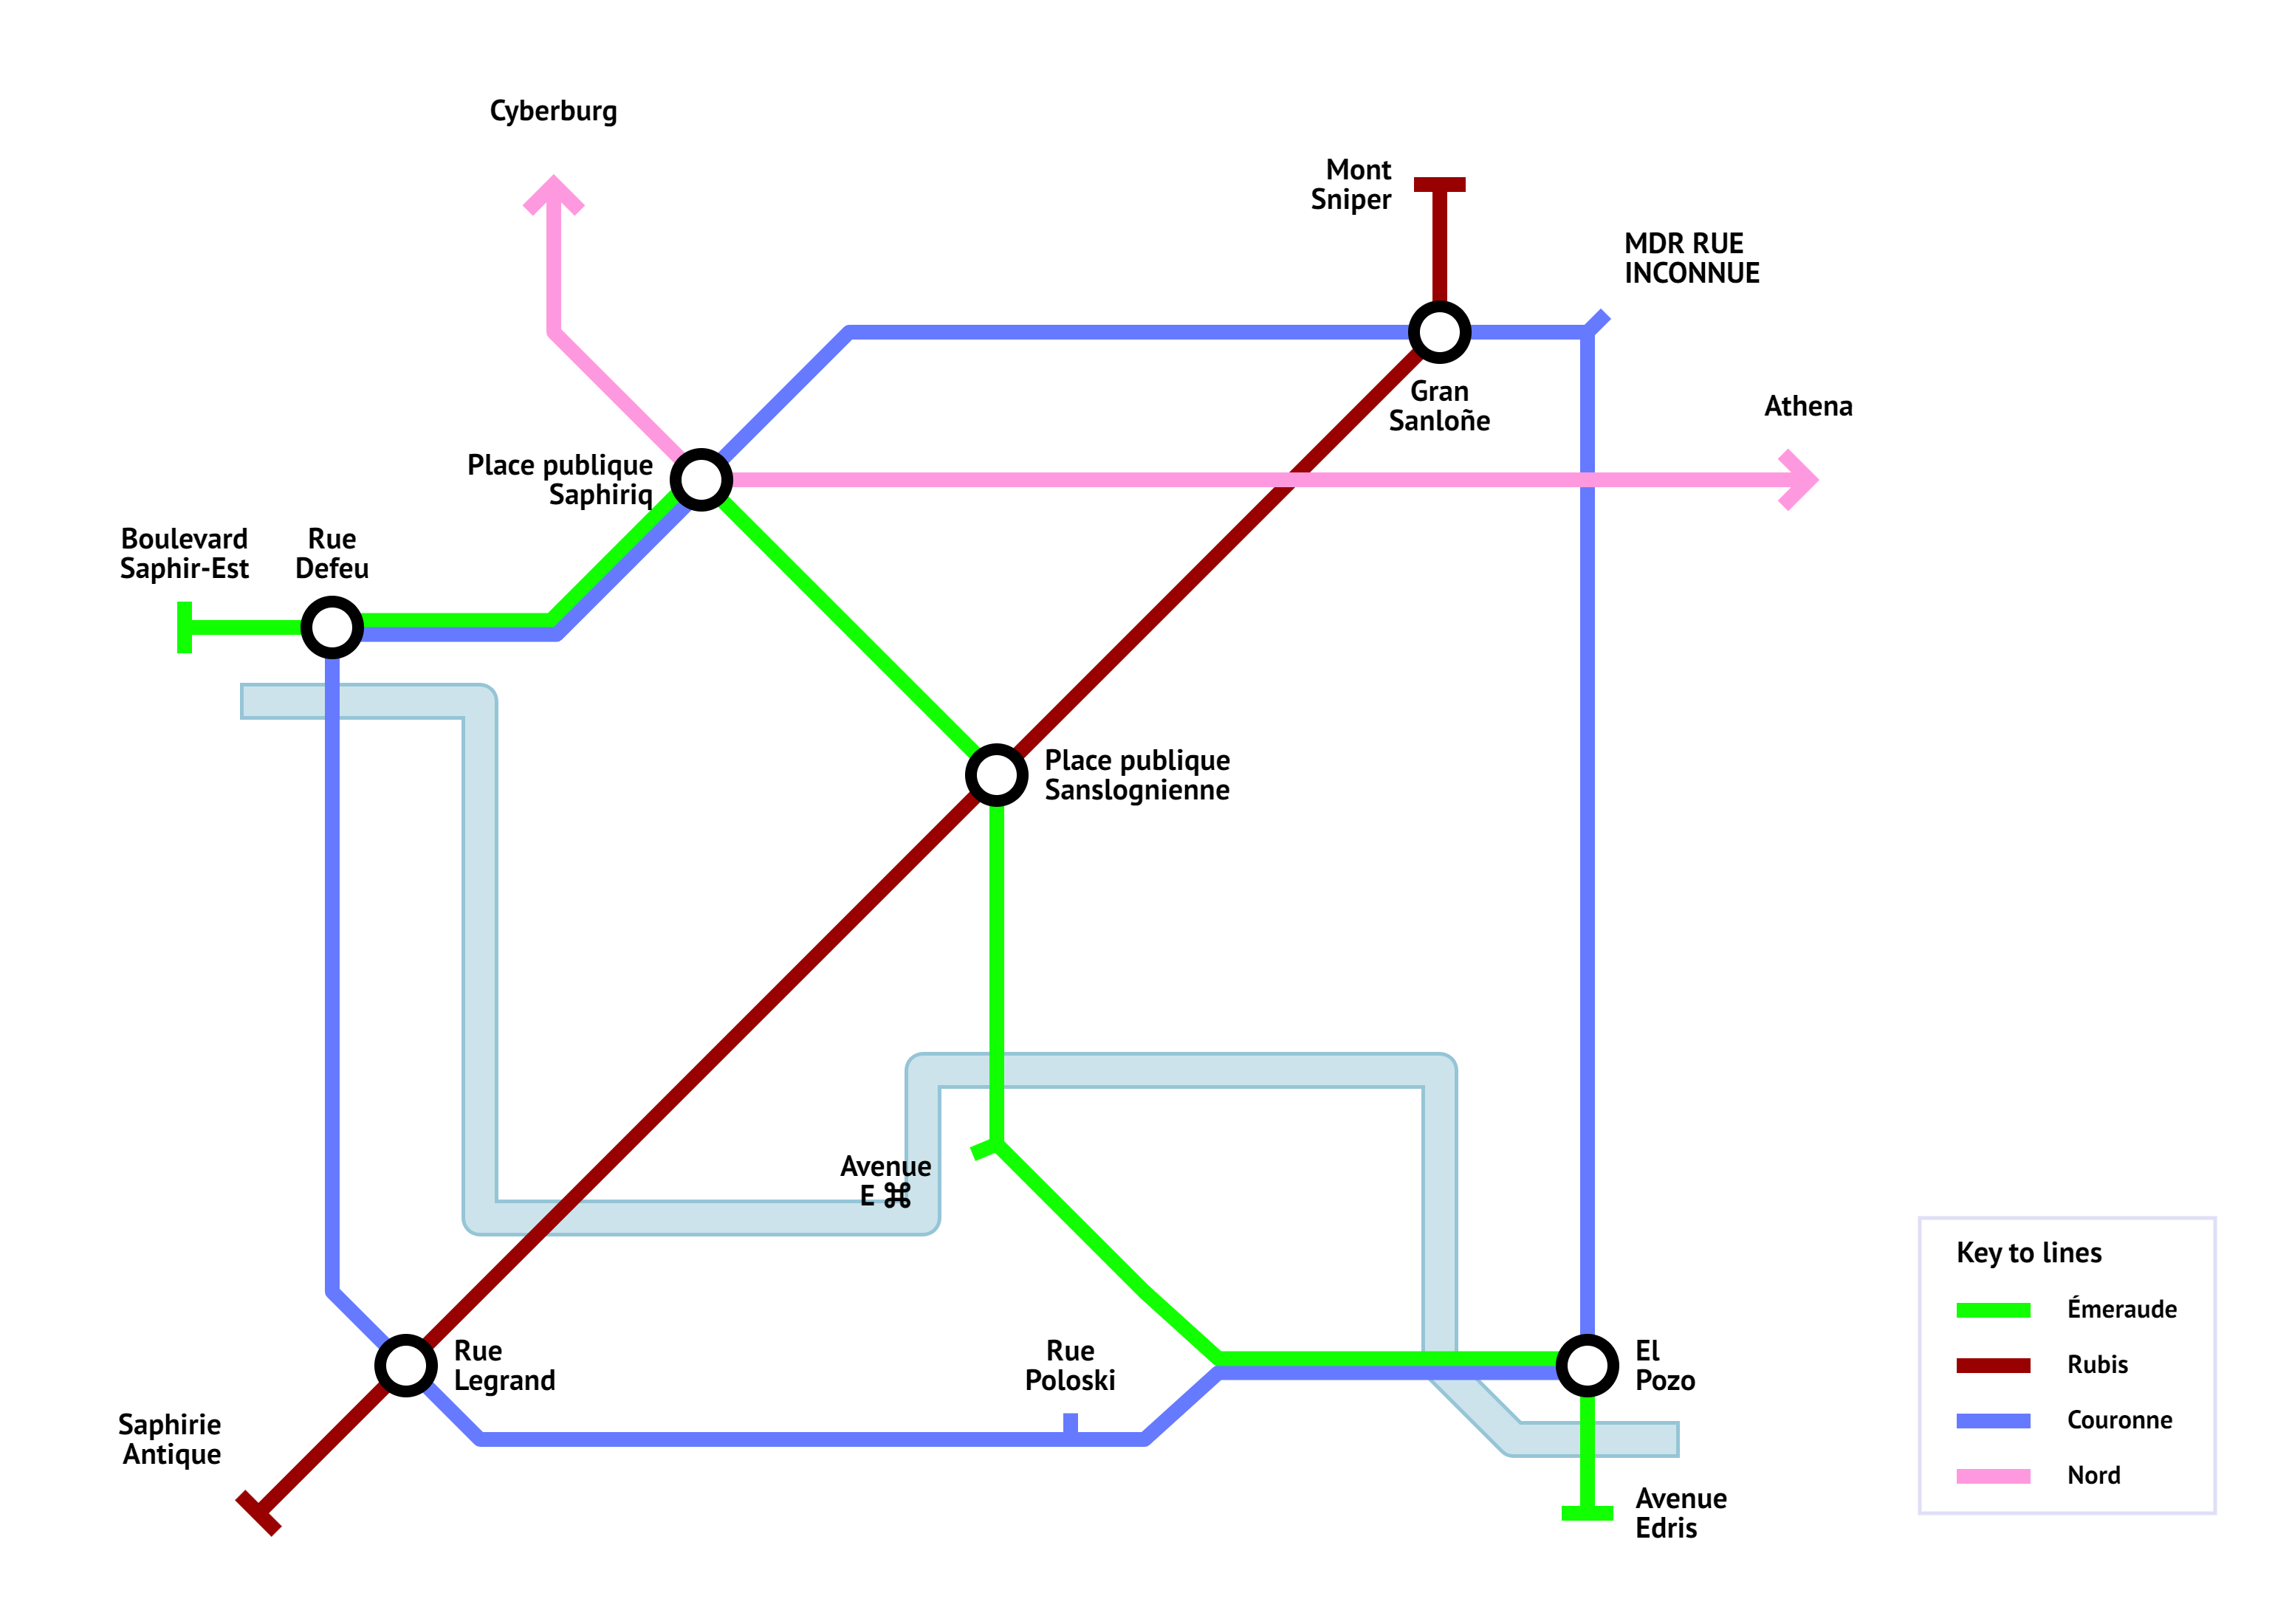 Cyberburg
Mont
Sniper
MDR RUE
INCONNUE
Gran
Sanloñe
Athena
Place publique
Saphiriq
Boulevard
Saphir-Est
Rue
Defeu
Place publique
Sanslognienne
Avenue
E ⌘
Rue
Legrand
Rue
Poloski
El
Pozo
Saphirie
Antique
Avenue
Edris
Key to lines
Émeraude
Rubis
Couronne
Nord